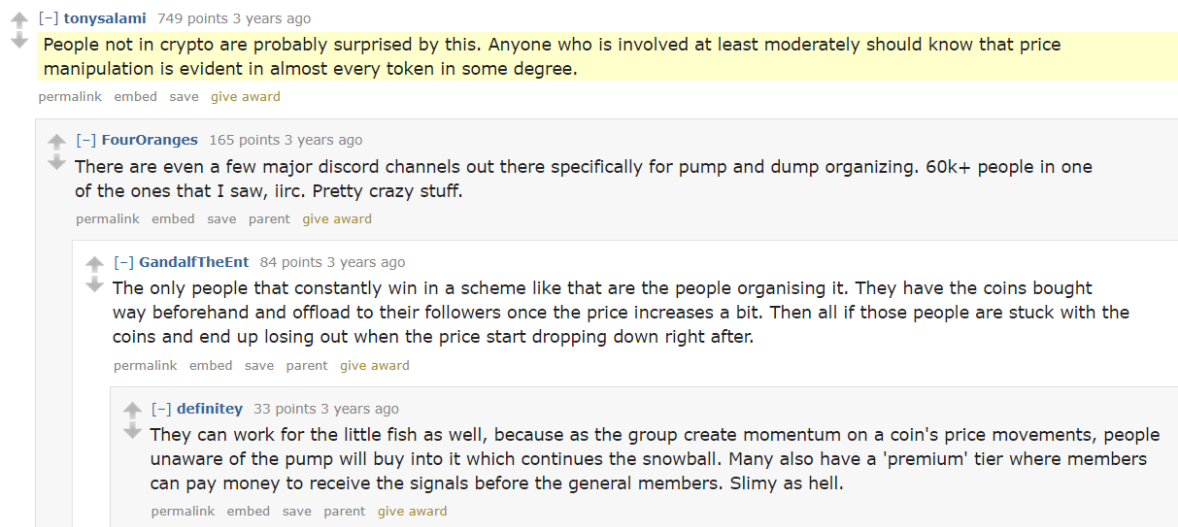 [-] tonysalami 749 points 3 years ago
People not in crypto are probably surprised by this. Anyone who is involved at least moderately should know that price
manipulation is evident in almost every token in some degree.
permalink embed save give award
[-] FourOranges 165 points 3 years ago
There are even a few major discord channels out there specifically for pump and dump organizing. 60k+ people in one
of the ones that I saw, iirc. Pretty crazy stuff.
permalink embed save parent give award
[-] GandalfTheEnt 84 points 3 years ago
The only people that constantly win in a scheme like that are the people organising it. They have the coins bought
way beforehand and offload to their followers once the price increases a bit. Then all if those people are stuck with the
coins and end up losing out when the price start dropping down right after.
permalink embed save parent give award
[-] definitey 33 points 3 years ago
They can work for the little fish as well, because as the group create momentum on a coin's price movements, people
unaware of the pump will buy into it which continues the snowball. Many also have a 'premium' tier where members
can pay money to receive the signals before the general members. Slimy as hell.
permalink embed save parent give award